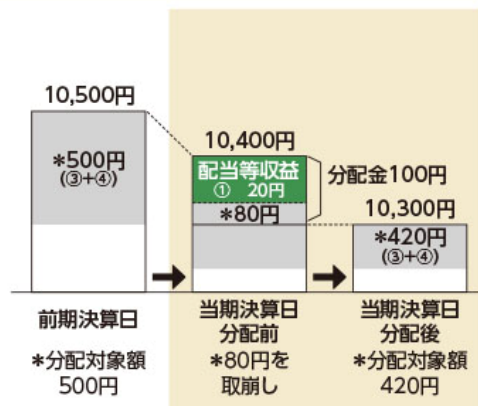 10,500円
*500円
(③+④)
10,400円
配当等収益
① 20円
*80円
分配金100円
10,300円
*420円
(③+④)
前期決算日
*分配対象額
500円
当期決算日
分配前
*80円を
取崩し
当期決算日
分配後
*分配対象額
420円